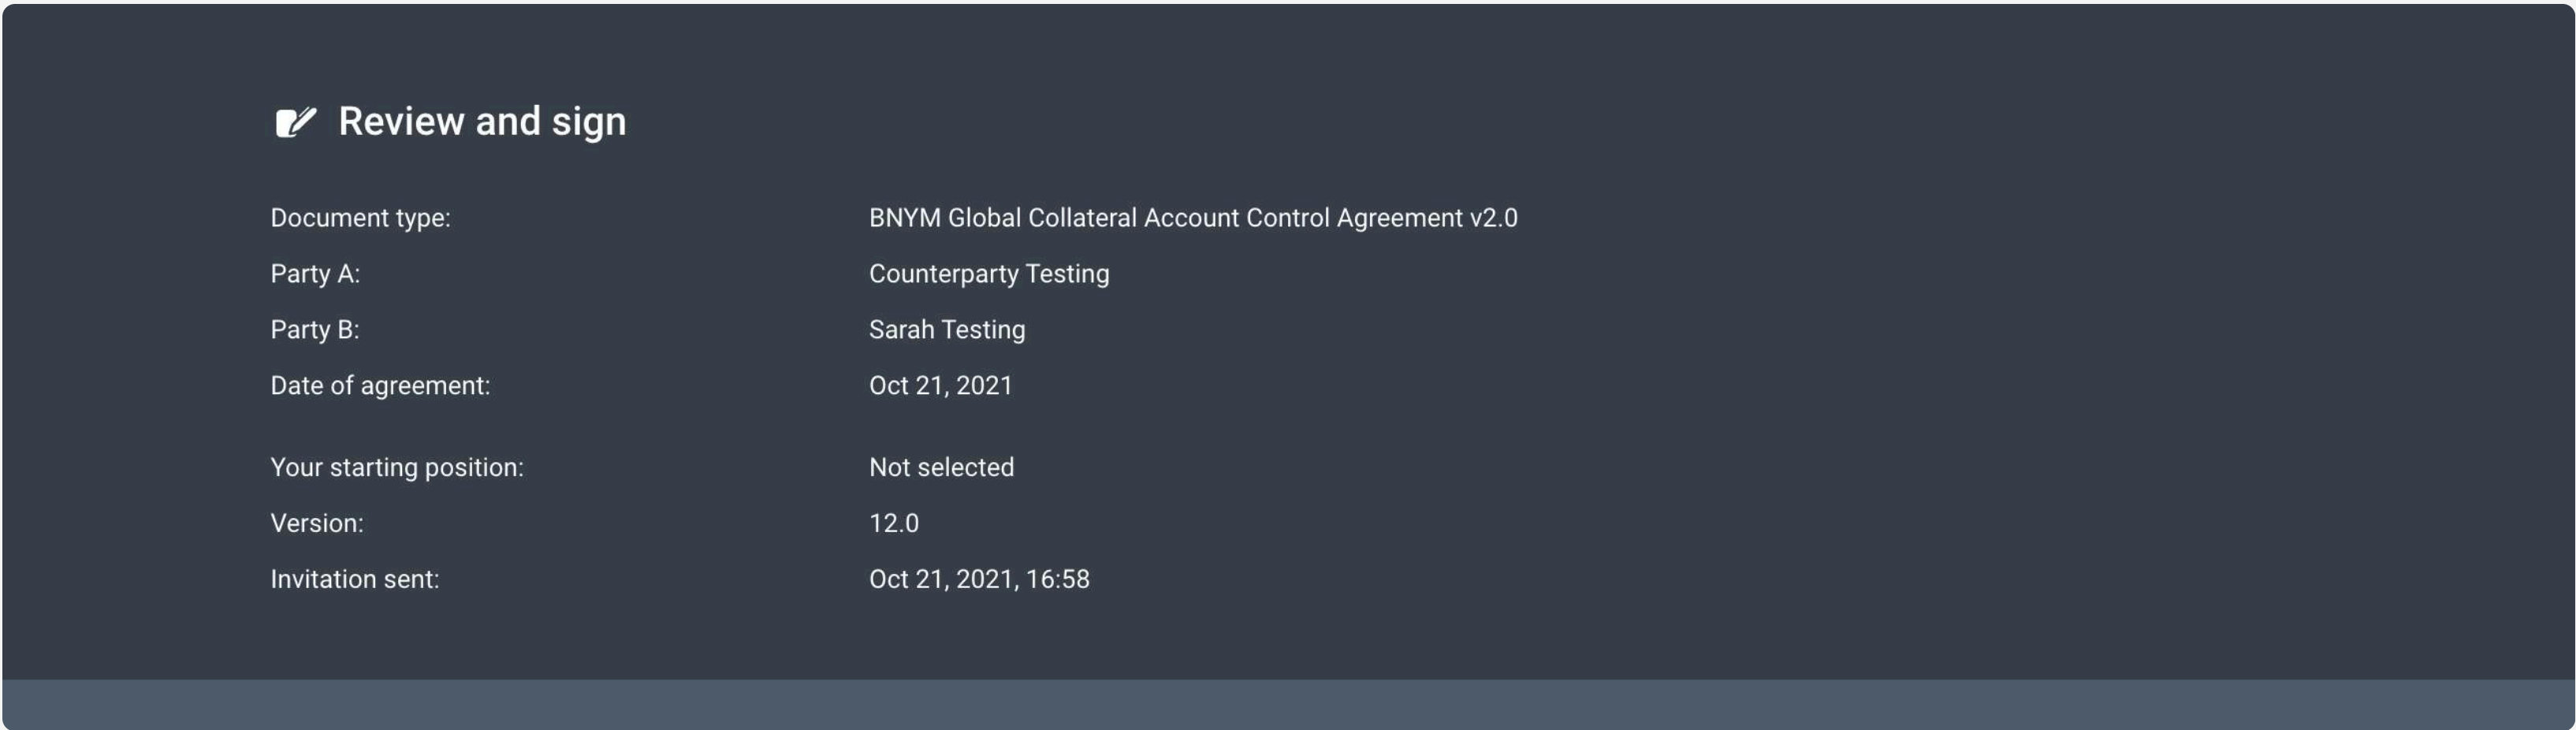 Review and sign
Document type: BNYM Global Collateral Account Control Agreement v2.0
Party A: Counterparty Testing
Party B: Sarah Testing
Date of agreement: Oct 21, 2021
Your starting position: Not selected
Version: 12.0
Invitation sent: Oct 21, 2021, 16:58